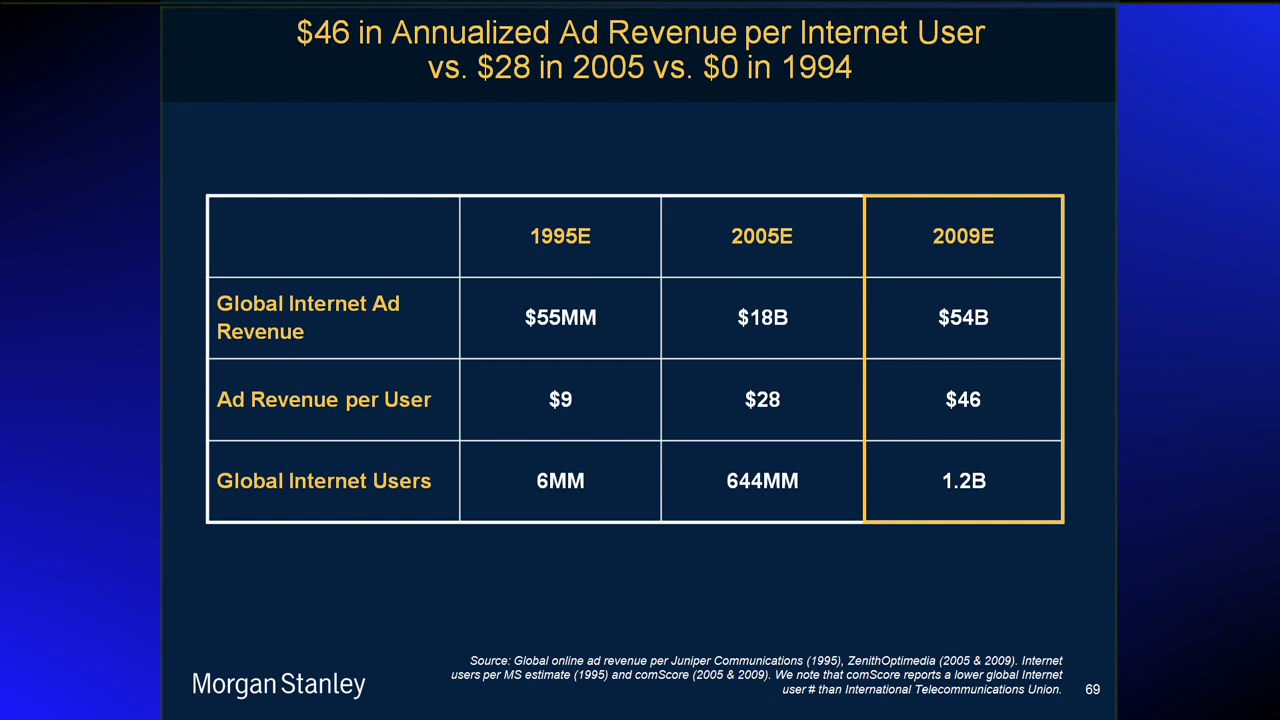 $46 in Annualized Ad Revenue per Internet User
vs. $28 in 2005 vs. $0 in 1994
1995E 2005E 2009E
Global Internet Ad
Revenue
$55MM $18B $54B
Ad Revenue per User $9 $28 $46
Global Internet Users 6MM 644MM 1.2B
Source: Global online ad revenue per Juniper Communications (1995), ZenithOptimedia (2005 & 2009). Internet
users per MS estimate (1995) and comScore (2005 & 2009). We note that comScore reports a lower global Internet
user # than International Telecommunications Union.
Morgan Stanley
69